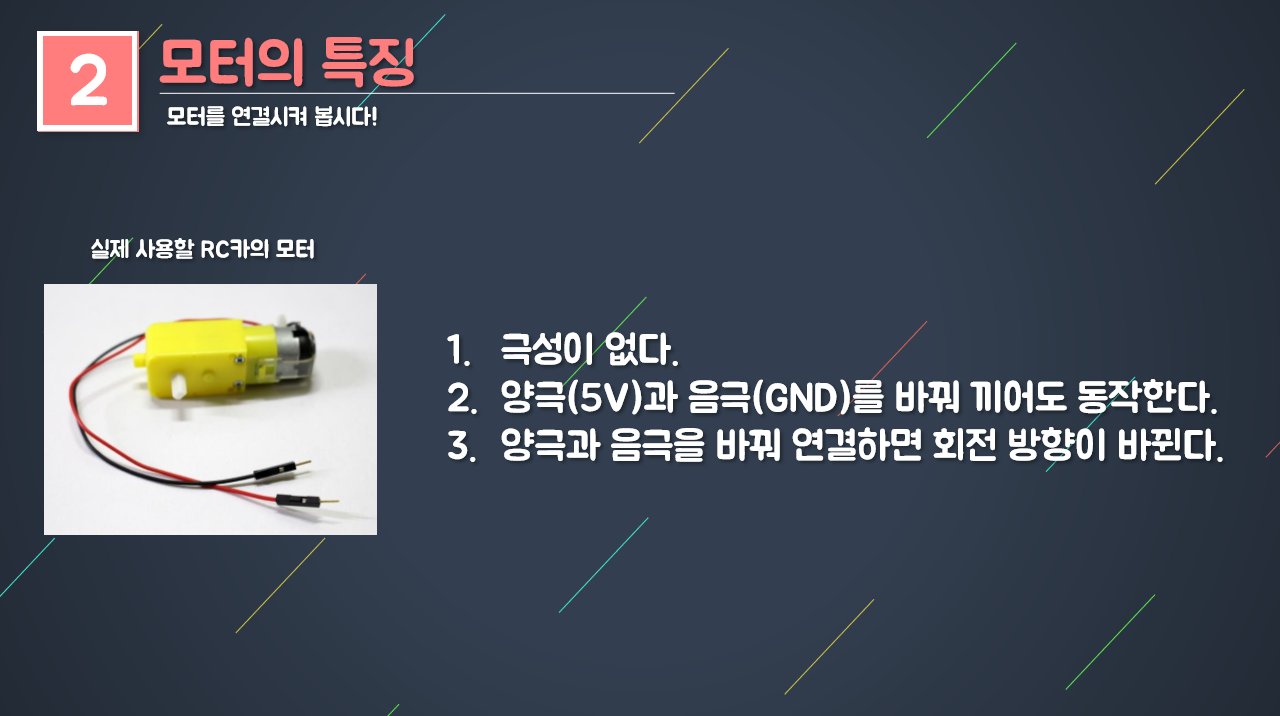 2
모터의 특징
모터를 연결시켜 봅시다!
실제 사용할 RC카의 모터
1. 극성이 없다.
2. 양극(5V)과 음극(GND)를 바꿔 끼어도 동작한다.
3. 양극과 음극을 바꿔 연결하면 회전 방향이 바뀐다.